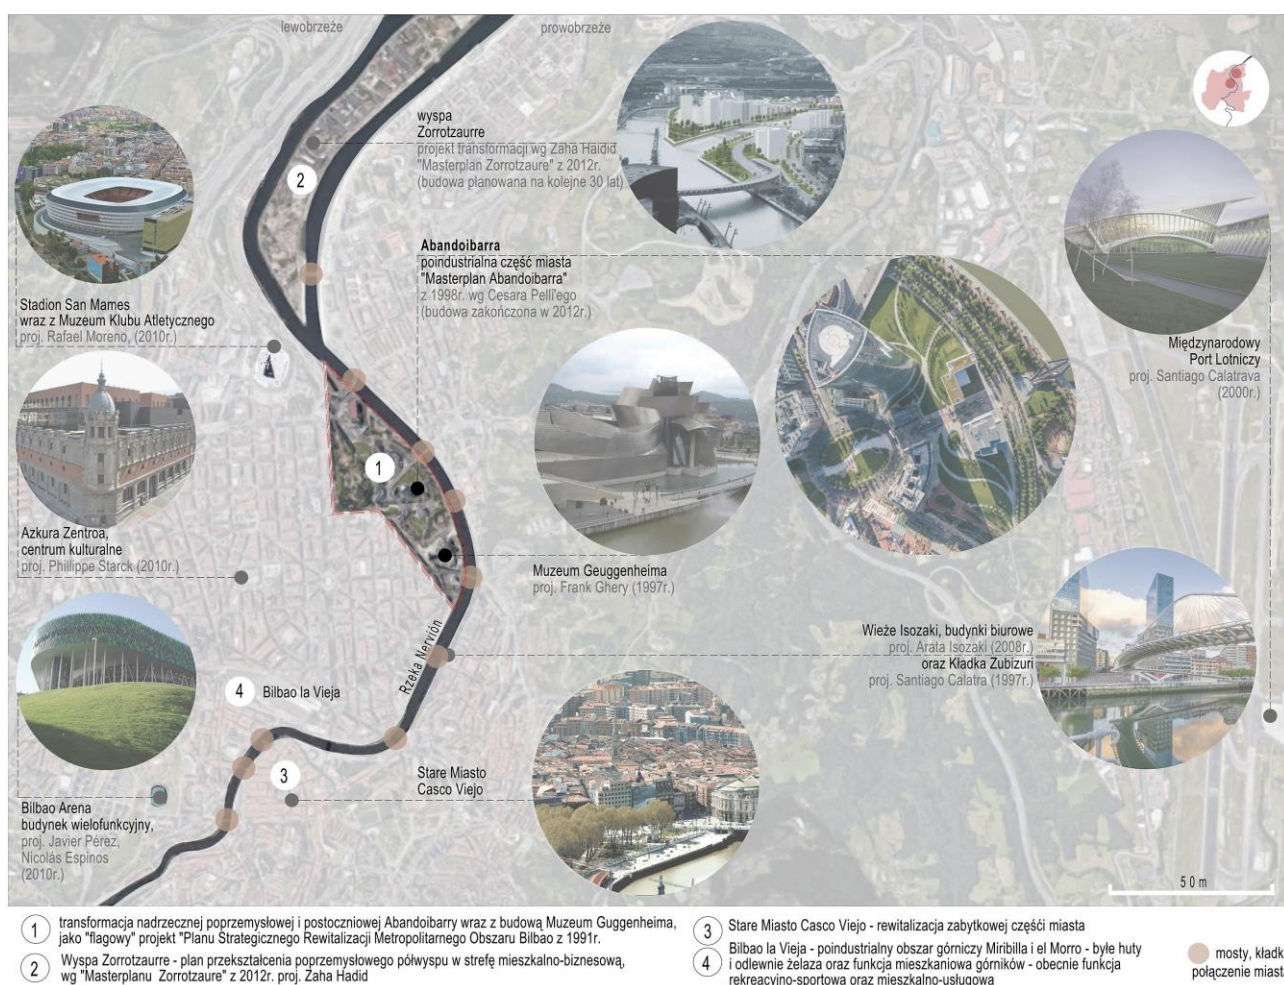 lewobrzeże
prowobrzeże
wyspa
Zorrotzaurre
projekt transformacji wg Zaha Haidid
"Masterplan Zorrotzaure" z 2012r.
(budowa planowana na kolejne 30 lat)
2
Abandoibarra
poindustrialna część miasta
"Masterplan Abandoibarra"
z 1998r. wg Cesara Pelli'ego
(budowa zakończona w 2012r.)
Stadion San Mames
wraz z Muzeum Klubu Atletycznego
proj. Rafael Moreno, (2010r.)
Międzynarodowy
Port Lotniczy
proj. Santiago Calatrava
(2000r.)
1
Azkura Zentroa,
centrum kulturalne
proj. Phiilippe Starck (2010r.)
Muzeum Geuggenheima
proj. Frank Ghery (1997r.)
Rzeka Nervión
Wieże Isozaki, budynki biurowe
proj. Arata Isozaki (2008r.)
oraz Kładka Zubizuri
proj. Santiago Calatra (1997r.)
4
Bilbao la Vieja
3
Stare Miasto
Casco Viejo
Bilbao Arena
budynek wielofunkcyjny,
proj. Javier Pérez,
Nicolás Espinos
(2010r.)
50 m
1 transformacja nadrzecznej poprzemysłowej i postoczniowej Abandoibarry wraz z budową Muzeum Guggenheima,
jako "flagowy" projekt "Planu Strategicznego Rewitalizacji Metropolitarnego Obszaru Bilbao z 1991r.
2 Wyspa Zorrotzaurre - plan przekształcenia poprzemysłowego półwyspu w strefę mieszkalno-biznesową,
wg "Masterplanu Zorrotzaure" z 2012r. proj. Zaha Hadid
3 Stare Miasto Casco Viejo - rewitalizacja zabytkowej częśći miasta
4 Bilbao la Vieja - poindustrialny obszar górniczy Miribilla i el Morro - byłe huty
i odlewnie żelaza oraz funkcja mieszkaniowa górników - obecnie funkcja
rekreacyjno-sportowa oraz mieszkalno-usługowa
mosty, kładk
połączenie miast